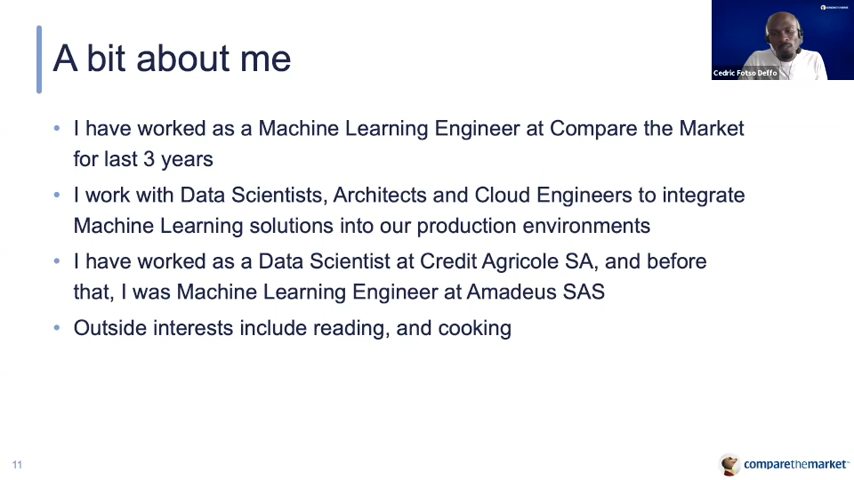 A bit about me
Cedric Fotso Deffo
• I have worked as a Machine Learning Engineer at Compare the Market
for last 3 years
• I work with Data Scientists, Architects and Cloud Engineers to integrate
Machine Learning solutions into our production environments
• I have worked as a Data Scientist at Credit Agricole SA, and before
that, I was Machine Learning Engineer at Amadeus SAS
• Outside interests include reading, and cooking
11
comparethemarket